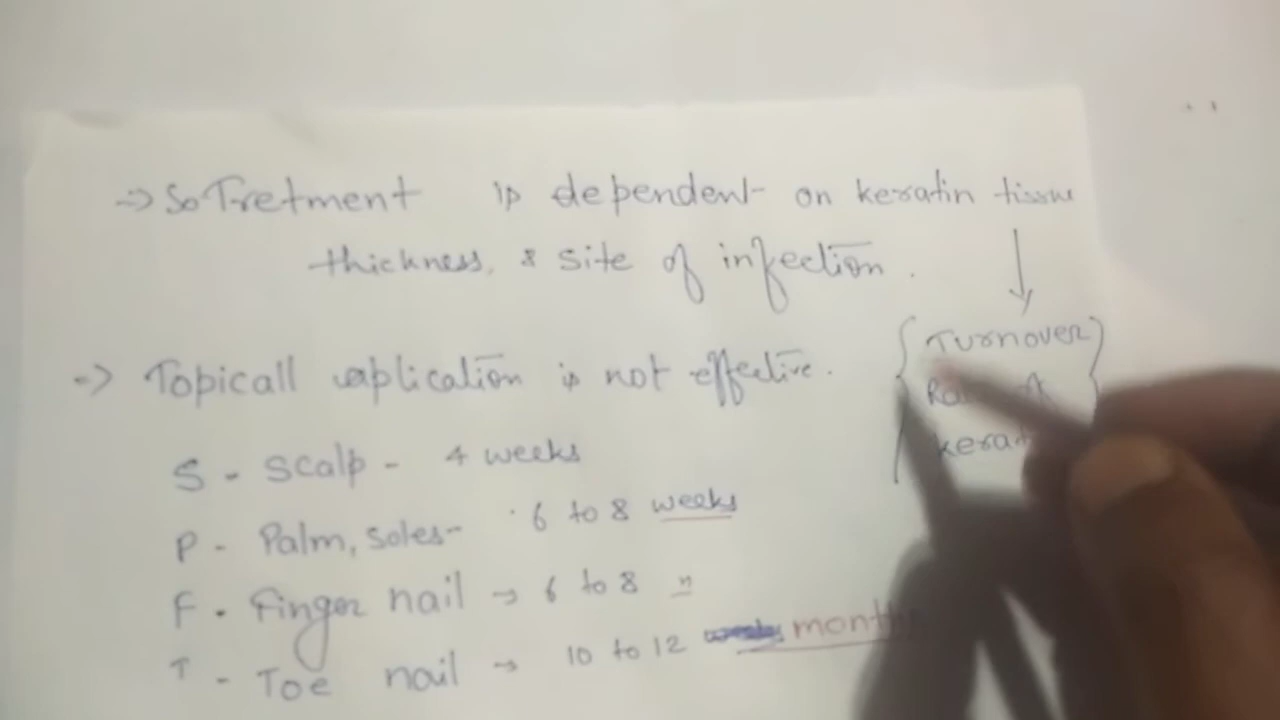 -> So Tretment is dependent on keratin tissue
thickness, & site of infection.
-> Topicall aplication is not effective.
Turnover
S - Scalp - 4 weeks
P - Palm, soles - 6 to 8 weeks
F - Finger nail -> 6 to 8 "
T - Toe nail -> 10 to 12